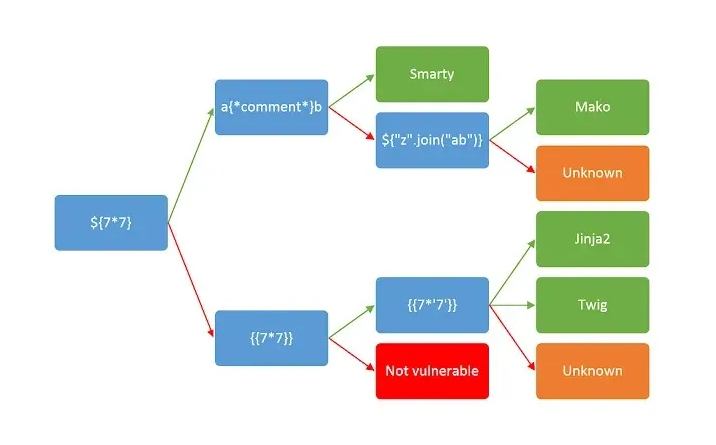 ${7*7}
a{*comment*}b
Smarty
${"z".join("ab")}
Mako
Unknown
{{7*7}}
{{7*'7'}}
Not vulnerable
Jinja2
Twig
Unknown